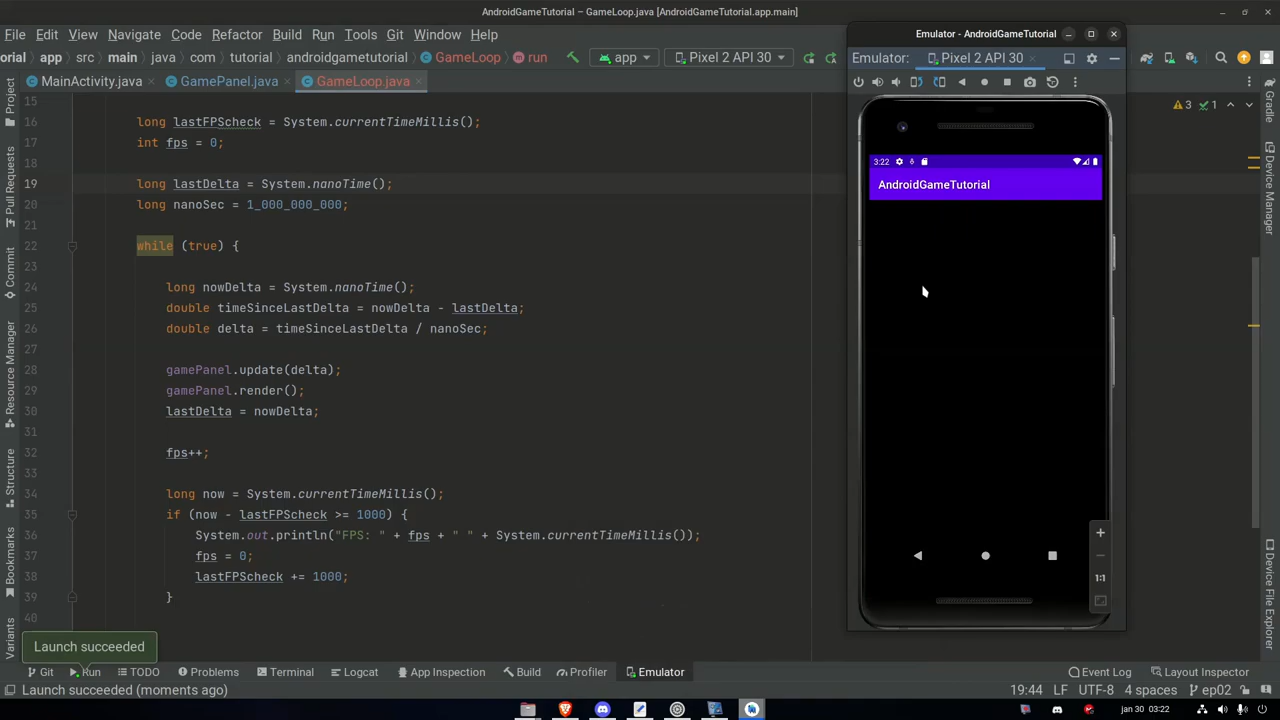 AndroidGameTutorial – GameLoop.java [AndroidGameTutorial.app.main]
File Edit View Navigate Code Refactor Build Run Tools Git Window Help
orial app src main java com tutorial androidgametutorial GameLoop run app Pixel 2 API 30
MainActivity.java GamePanel.java GameLoop.java
15
16 long lastFPScheck = System.currentTimeMillis();
17 int fps = 0;
18
19 long lastDelta = System.nanoTime();
20 long nanoSec = 1_000_000_000;
21
22 while (true) {
23
24 long nowDelta = System.nanoTime();
25 double timeSinceLastDelta = nowDelta - lastDelta;
26 double delta = timeSinceLastDelta / nanoSec;
27
28 gamePanel.update(delta);
29 gamePanel.render();
30 lastDelta = nowDelta;
31
32 fps++;
33
34 long now = System.currentTimeMillis();
35 if (now - lastFPScheck >= 1000) {
36 System.out.println("FPS: " + fps + " " + System.currentTimeMillis());
37 fps = 0;
38 lastFPScheck += 1000;
39 }
40
Project
Pull Requests
Commit
Resource Manager
Structure
Bookmarks
Variants
Emulator - AndroidGameTutorial
Emulator: Pixel 2 API 30
3:22
AndroidGameTutorial
1:1
3 1
Gradle
Device Manager
Device File Explorer
Launch succeeded
Git Run TODO Problems Terminal Logcat App Inspection Build Profiler Emulator Event Log Layout Inspector
Launch succeeded (moments ago) 19:44 LF UTF-8 4 spaces ep02
jan 30 03:22